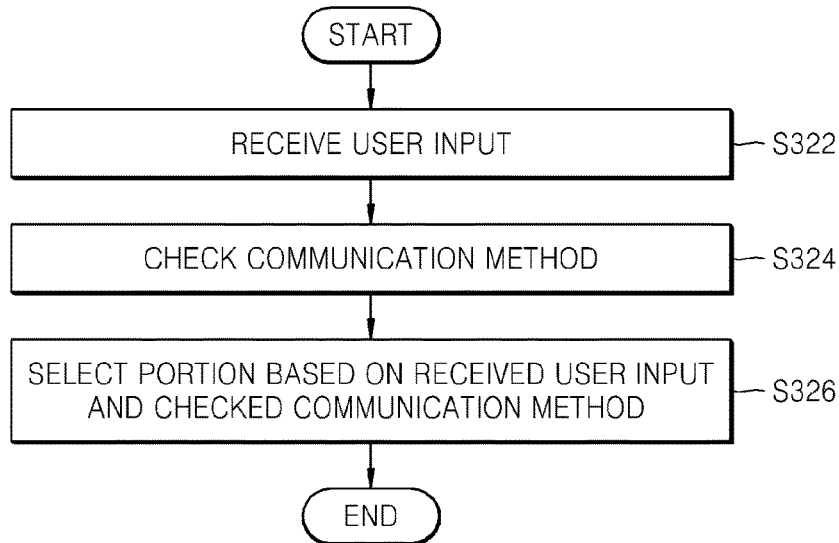 START
RECEIVE USER INPUT
S322
CHECK COMMUNICATION METHOD
S324
SELECT PORTION BASED ON RECEIVED USER INPUT
AND CHECKED COMMUNICATION METHOD
S326
END